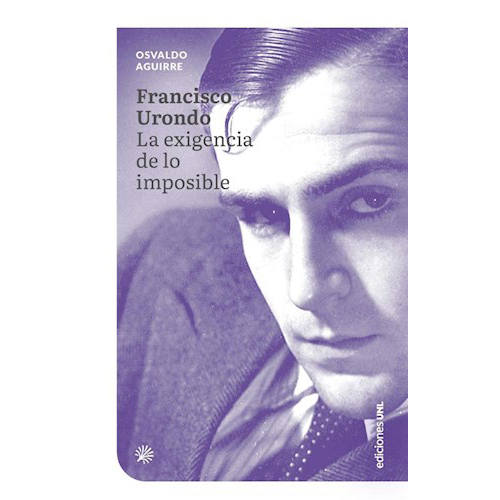 OSVALDO
AGUIRRE
Francisco
Urondo
La exigencia
de lo
imposible
ediciones UNL